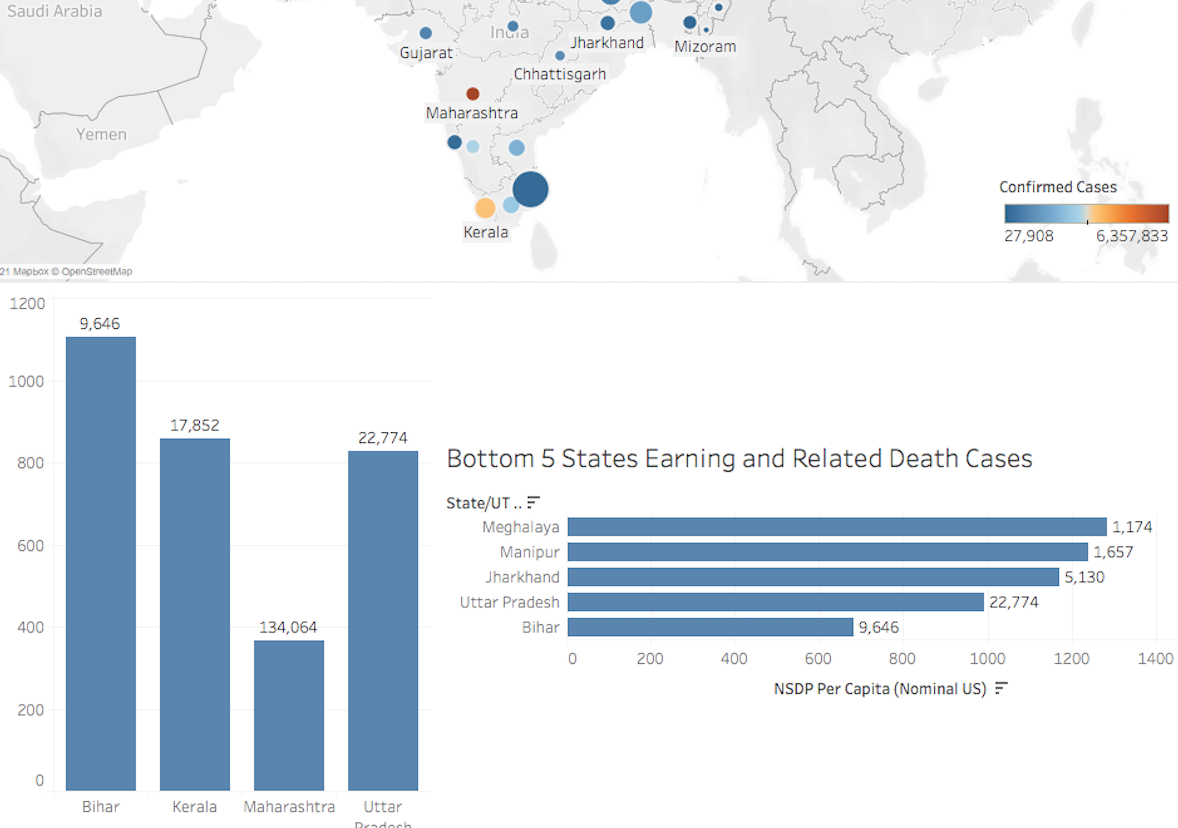 Saudi Arabia
India
Gujarat
Jharkhand
Mizoram
Chhattisgarh
Maharashtra
Yemen
Kerala
Confirmed Cases
27,908
6,357,833
21 Mapbox © OpenStreetMap
1200
1000
800
600
400
200
0
9,646
17,852
134,064
22,774
Bihar
Kerala
Maharashtra
Uttar
Pradesh
Bottom 5 States Earning and Related Death Cases
State/UT ..
Meghalaya 1,174
Manipur 1,657
Jharkhand 5,130
Uttar Pradesh 22,774
Bihar 9,646
0 200 400 600 800 1000 1200 1400
NSDP Per Capita (Nominal US)